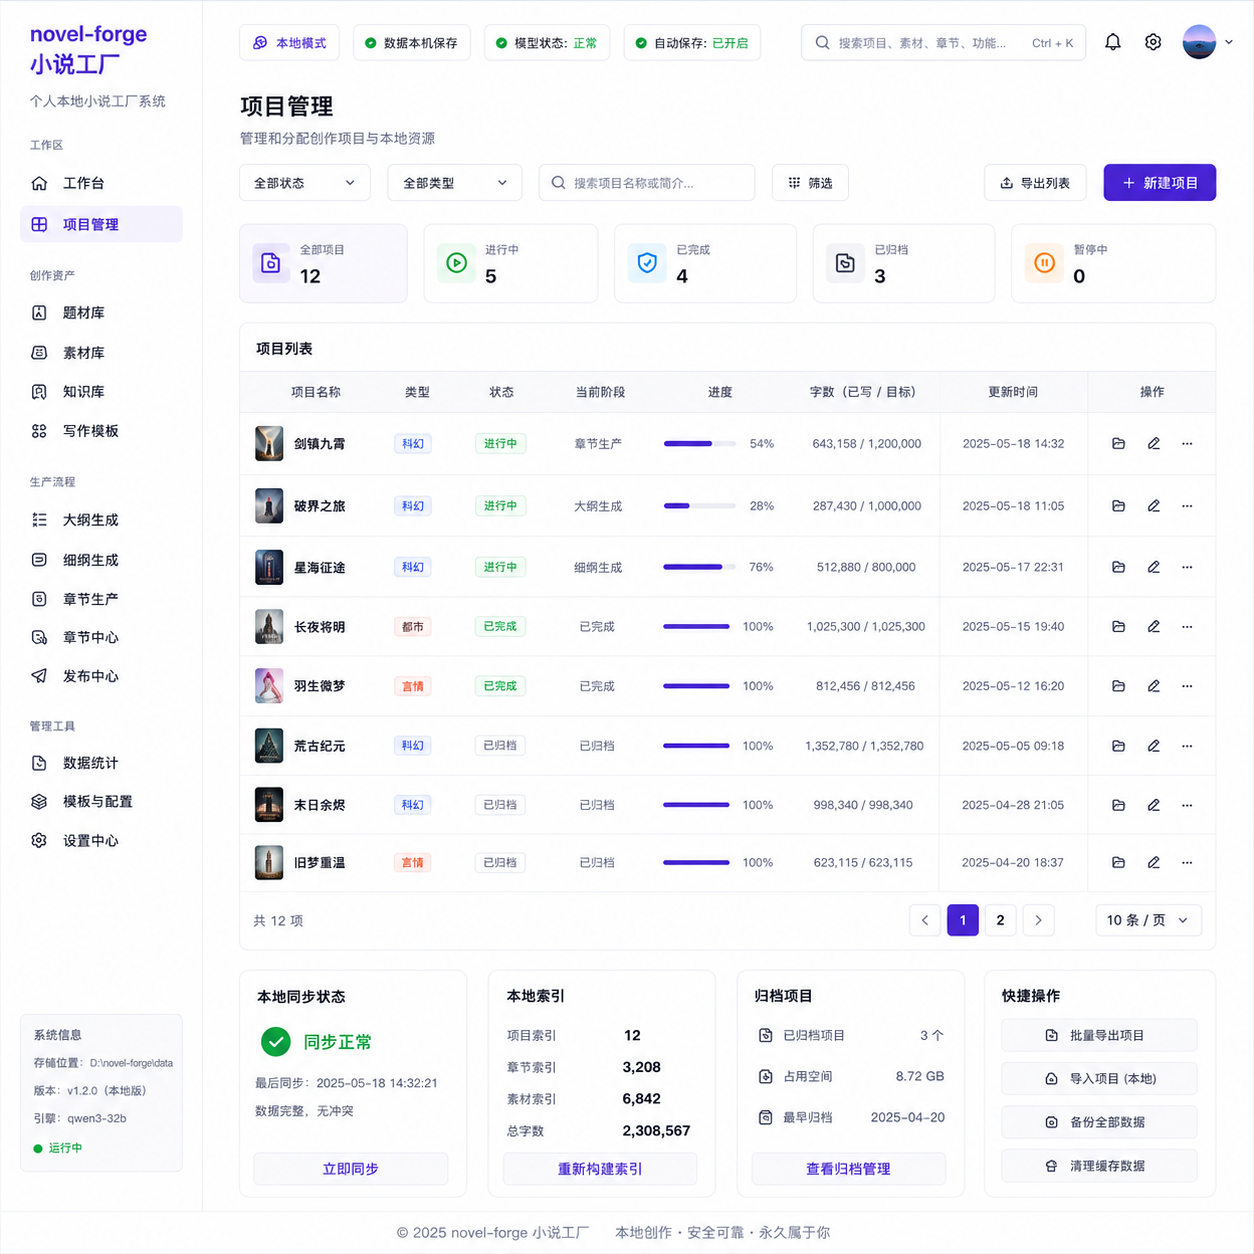 novel-forge
小说工厂
个人本地小说工厂系统
工作区
工作台
项目管理
创作资产
题材库
素材库
知识库
写作模板
生产流程
大纲生成
细纲生成
章节生产
章节中心
发布中心
管理工具
数据统计
模板与配置
设置中心
系统信息
存储位置： D:\novel-forge\data
版本： v1.2.0（本地版）
引擎： qwen3-32b
运行中
本地模式
数据本机保存
模型状态: 正常
自动保存: 已开启
搜索项目、素材、章节、功能... Ctrl + K
项目管理
管理和分配创作项目与本地资源
全部状态
全部类型
搜索项目名称或简介...
筛选
导出列表
新建项目
全部项目
12
进行中
5
已完成
4
已归档
3
暂停中
0
项目列表
项目名称 类型 状态 当前阶段 进度 字数（已写 / 目标） 更新时间 操作
剑镇九霄 科幻 进行中 章节生产 54% 643,158 / 1,200,000 2025-05-18 14:32
破界之旅 科幻 进行中 大纲生成 28% 287,430 / 1,000,000 2025-05-18 11:05
星海征途 科幻 进行中 细纲生成 76% 512,880 / 800,000 2025-05-17 22:31
长夜将明 都市 已完成 已完成 100% 1,025,300 / 1,025,300 2025-05-15 19:40
羽生微梦 言情 已完成 已完成 100% 812,456 / 812,456 2025-05-12 16:20
荒古纪元 科幻 已归档 已归档 100% 1,352,780 / 1,352,780 2025-05-05 09:18
末日余烬 科幻 已归档 已归档 100% 998,340 / 998,340 2025-04-28 21:05
旧梦重温 言情 已归档 已归档 100% 623,115 / 623,115 2025-04-20 18:37
共 12 项
1 2
10 条 / 页
本地同步状态
同步正常
最后同步： 2025-05-18 14:32:21
数据完整，无冲突
立即同步
本地索引
项目索引 12
章节索引 3,208
素材索引 6,842
总字数 2,308,567
重新构建索引
归档项目
已归档项目 3 个
占用空间 8.72 GB
最早归档 2025-04-20
查看归档管理
快捷操作
批量导出项目
导入项目 (本地)
备份全部数据
清理缓存数据
© 2025 novel-forge 小说工厂 本地创作 · 安全可靠 · 永久属于你